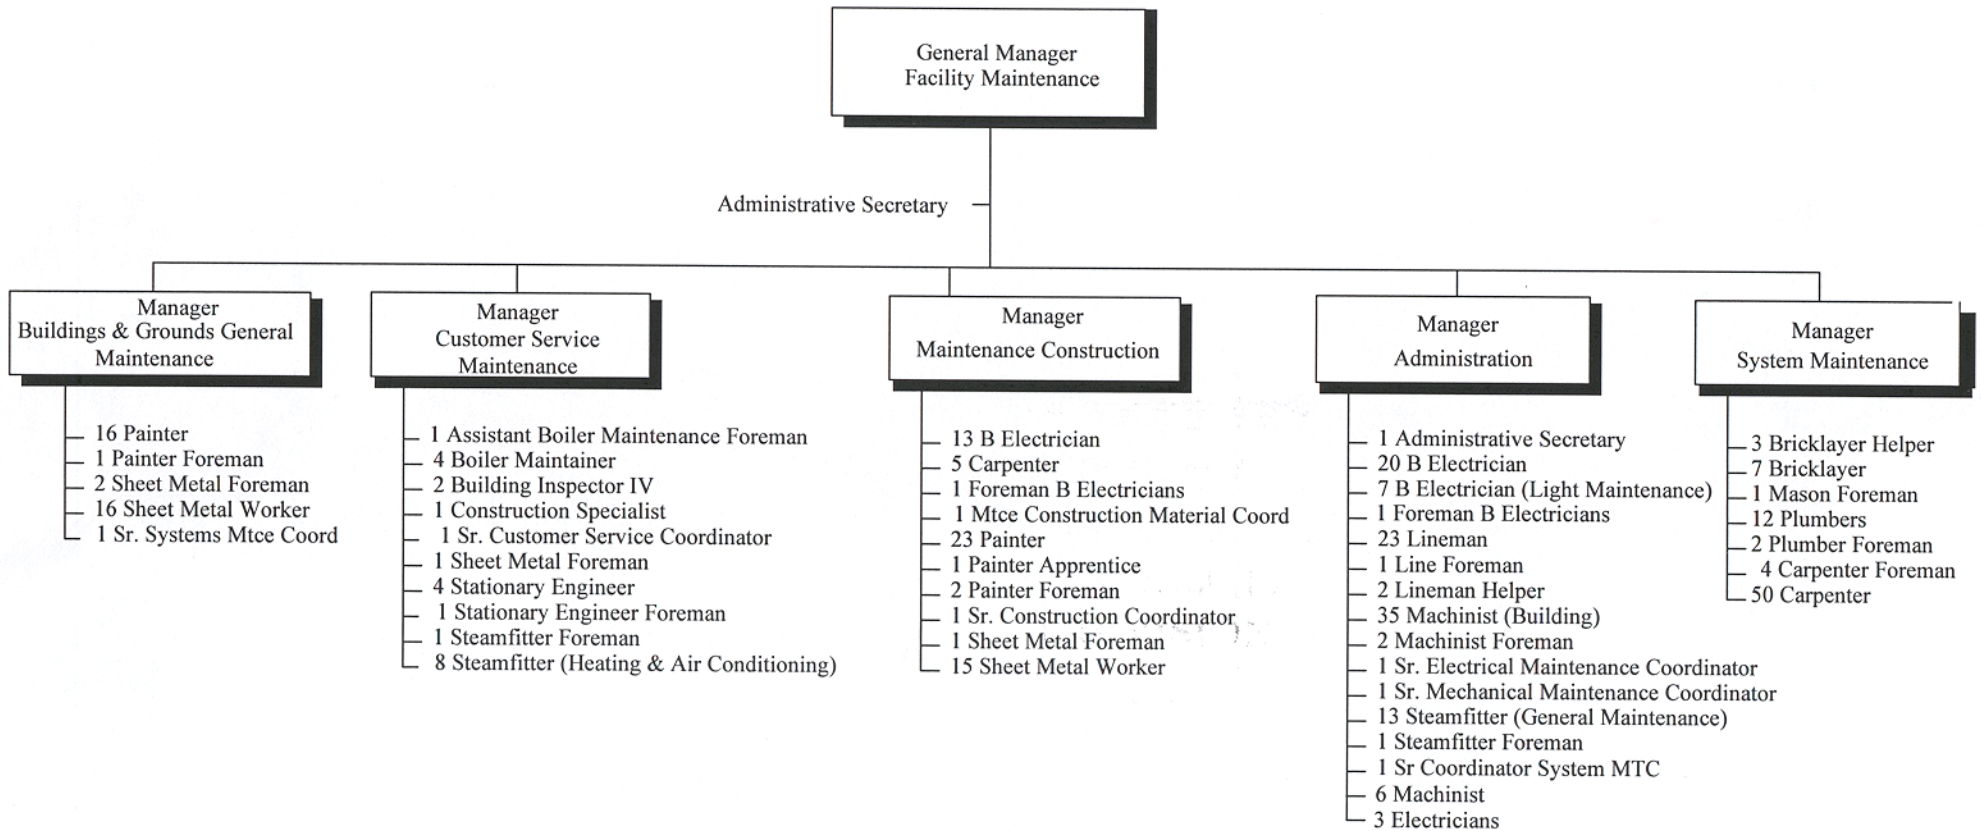 General Manager
Facility Maintenance
Administrative Secretary
Manager
Buildings & Grounds General
Maintenance
16 Painter
1 Painter Foreman
2 Sheet Metal Foreman
16 Sheet Metal Worker
1 Sr. Systems Mtce Coord
Manager
Customer Service
Maintenance
1 Assistant Boiler Maintenance Foreman
4 Boiler Maintainer
2 Building Inspector IV
1 Construction Specialist
1 Sr. Customer Service Coordinator
1 Sheet Metal Foreman
4 Stationary Engineer
1 Stationary Engineer Foreman
1 Steamfitter Foreman
8 Steamfitter (Heating & Air Conditioning)
Manager
Maintenance Construction
13 B Electrician
5 Carpenter
1 Foreman B Electricians
1 Mtce Construction Material Coord
23 Painter
1 Painter Apprentice
2 Painter Foreman
1 Sr. Construction Coordinator
1 Sheet Metal Foreman
15 Sheet Metal Worker
Manager
Administration
1 Administrative Secretary
20 B Electrician
7 B Electrician (Light Maintenance)
1 Foreman B Electricians
23 Lineman
1 Line Foreman
2 Lineman Helper
35 Machinist (Building)
2 Machinist Foreman
1 Sr. Electrical Maintenance Coordinator
1 Sr. Mechanical Maintenance Coordinator
13 Steamfitter (General Maintenance)
1 Steamfitter Foreman
1 Sr Coordinator System MTC
6 Machinist
3 Electricians
Manager
System Maintenance
3 Bricklayer Helper
7 Bricklayer
1 Mason Foreman
12 Plumbers
2 Plumber Foreman
4 Carpenter Foreman
50 Carpenter